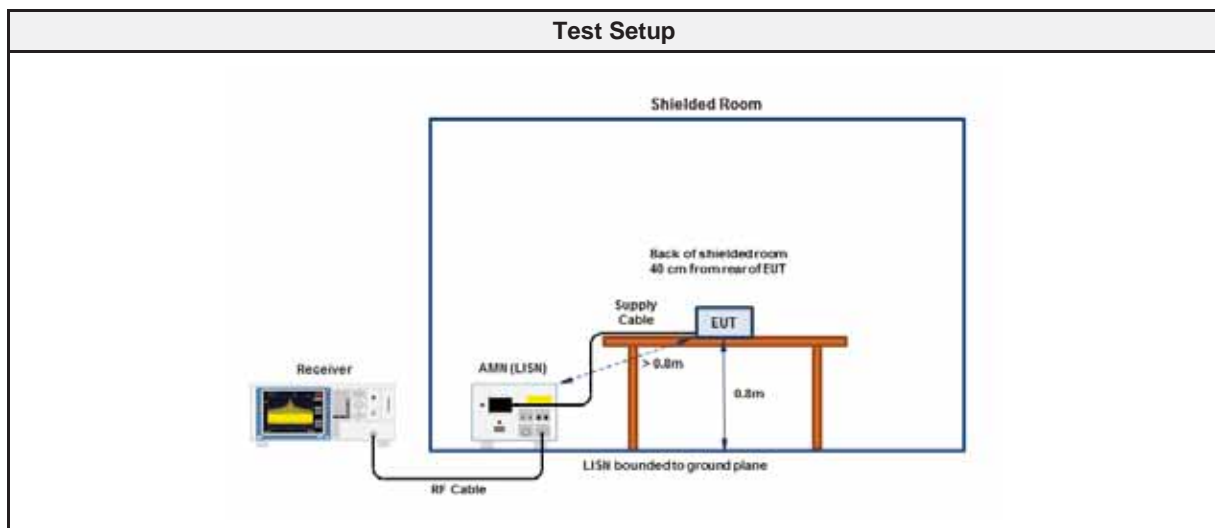 Test Setup
Shielded Room
Back of shielded room
40 cm from rear of EUT
Supply
Cable
EUT
> 0.8m
Receiver
AMN (LISN)
0.8m
LISN bounded to ground plane
RF Cable